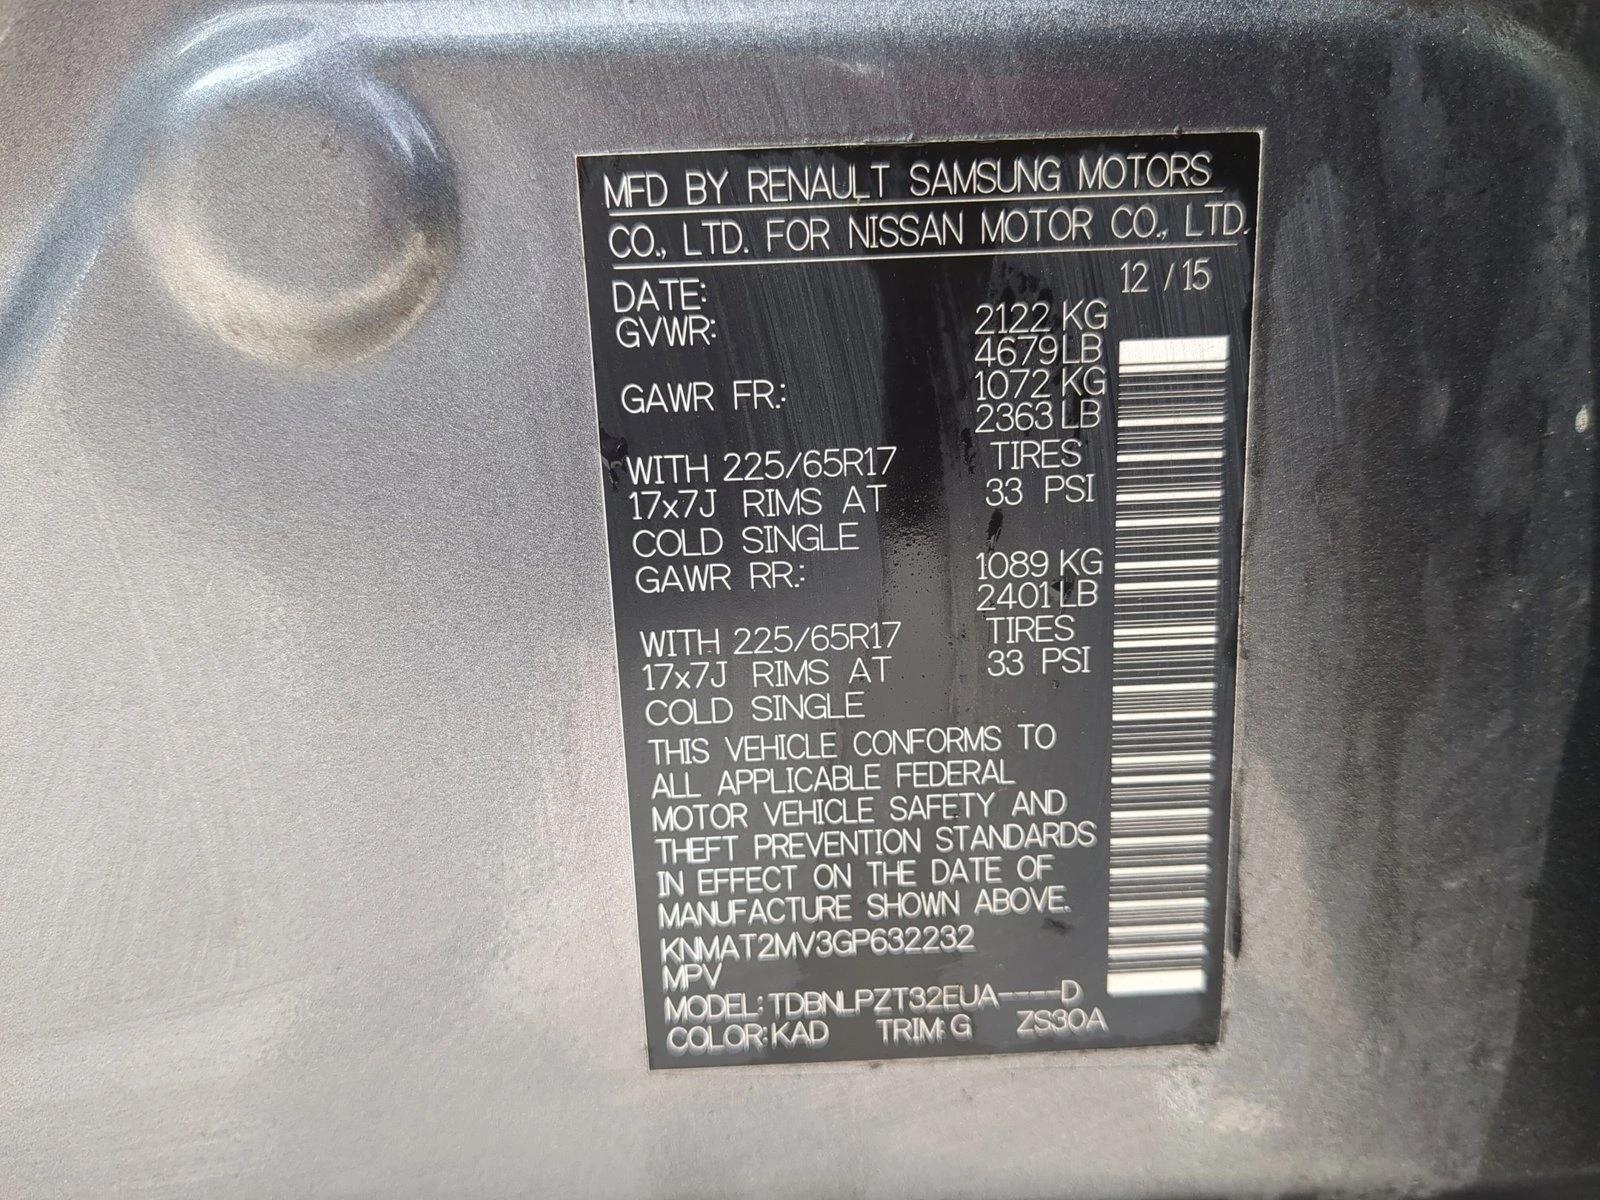 MFD BY RENAULT SAMSUNG MOTORS
CO., LTD. FOR NISSAN MOTOR CO., LTD.
DATE: 12 / 15
GVWR: 2122 KG
4679 LB
GAWR FR.: 1072 KG
2363 LB
WITH 225/65R17 TIRES
17x7J RIMS AT 33 PSI
COLD SINGLE
GAWR RR.: 1089 KG
2401 LB
WITH 225/65R17 TIRES
17x7J RIMS AT 33 PSI
COLD SINGLE
THIS VEHICLE CONFORMS TO
ALL APPLICABLE FEDERAL
MOTOR VEHICLE SAFETY AND
THEFT PREVENTION STANDARDS
IN EFFECT ON THE DATE OF
MANUFACTURE SHOWN ABOVE.
KNMAT2MV3GP632232
MPV
MODEL: TDBNLPZT32EUA----D
COLOR: KAD TRIM: G ZS30A